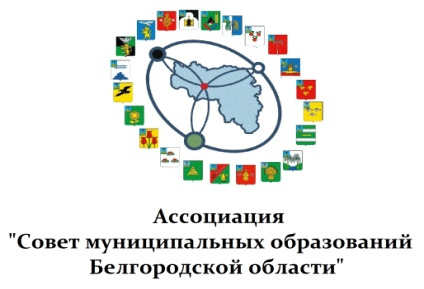 Ассоциация
"Совет муниципальных образований
Белгородской области"